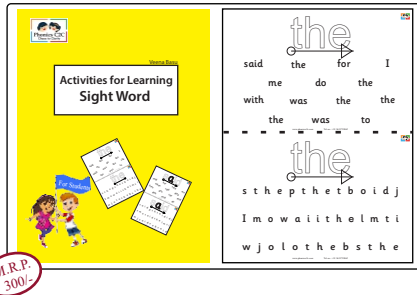 Phonics C2C
Veena Basu
Activities for Learning
Sight Word
For Students
M.R.P.
300/-
the
said the for I
me do the
with was the the
the was to
the
s t h e p t h e t b o i d j
I m o w a i i t h e l m t i
w j o l o t h e b s t h e